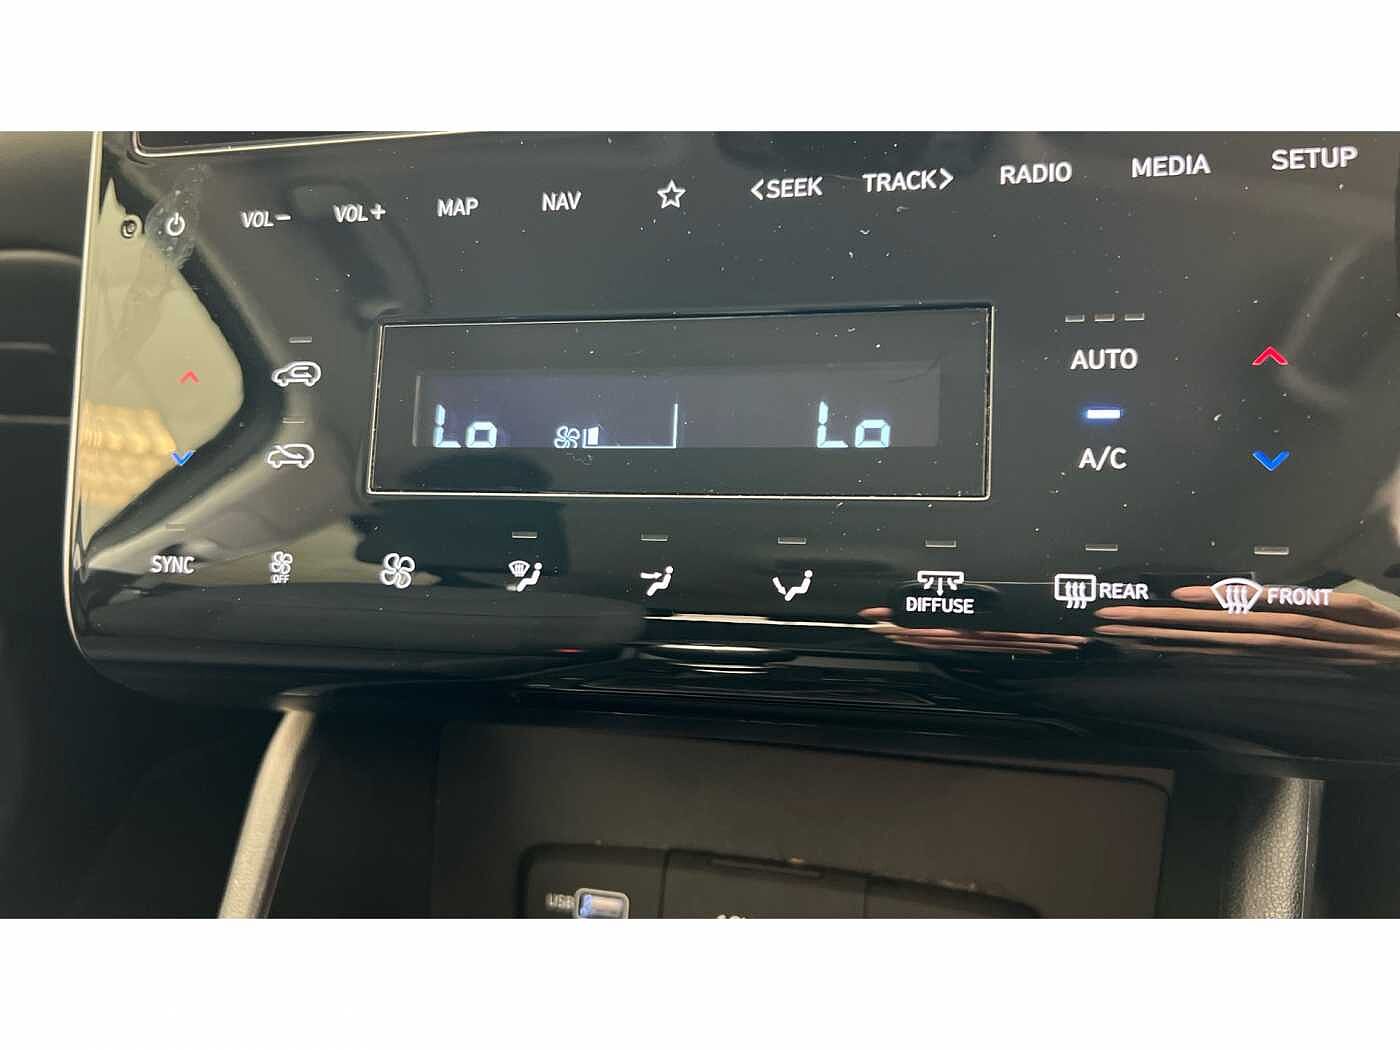 VOL− VOL+ MAP NAV <SEEK TRACK> RADIO MEDIA SETUP
AUTO
Lo Lo
A/C
SYNC OFF DIFFUSE REAR FRONT
USB